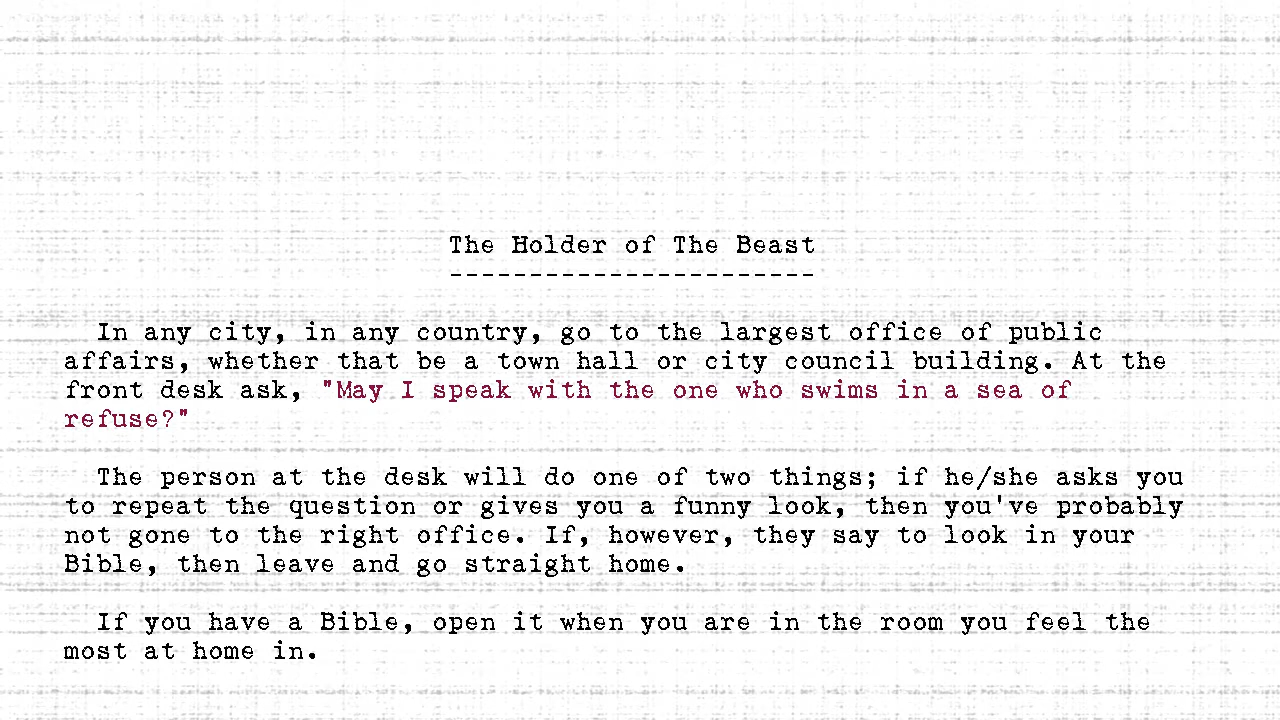 The Holder of The Beast
-----------------------
In any city, in any country, go to the largest office of public
affairs, whether that be a town hall or city council building. At the
front desk ask, "May I speak with the one who swims in a sea of
refuse?"
The person at the desk will do one of two things; if he/she asks you
to repeat the question or gives you a funny look, then you've probably
not gone to the right office. If, however, they say to look in your
Bible, then leave and go straight home.
If you have a Bible, open it when you are in the room you feel the
most at home in.